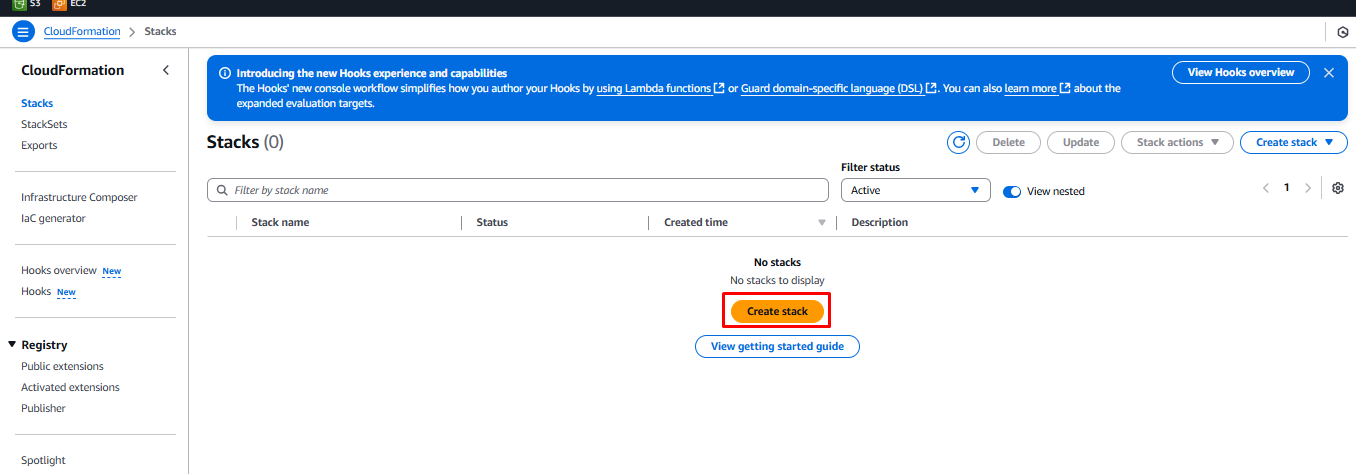 S3 EC2
CloudFormation > Stacks
CloudFormation
Stacks
StackSets
Exports
Infrastructure Composer
IaC generator
Hooks overview New
Hooks New
Registry
Public extensions
Activated extensions
Publisher
Spotlight
Introducing the new Hooks experience and capabilities
The Hooks' new console workflow simplifies how you author your Hooks by using Lambda functions or Guard domain-specific language (DSL). You can also learn more about the
expanded evaluation targets.
View Hooks overview
Stacks (0)
Delete Update Stack actions Create stack
Filter status
Filter by stack name Active View nested 1
Stack name Status Created time Description
No stacks
No stacks to display
Create stack
View getting started guide